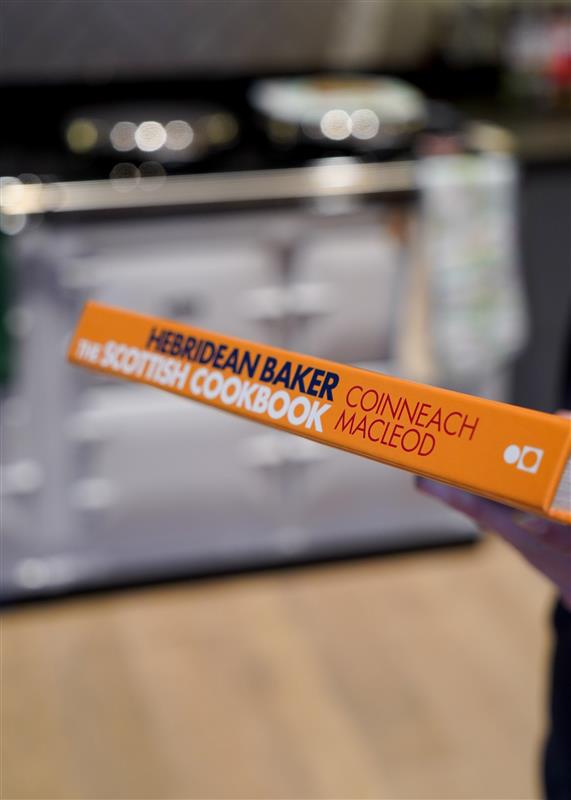 HEBRIDEAN BAKER
THE SCOTTISH COOKBOOK
COINNEACH
MACLEOD